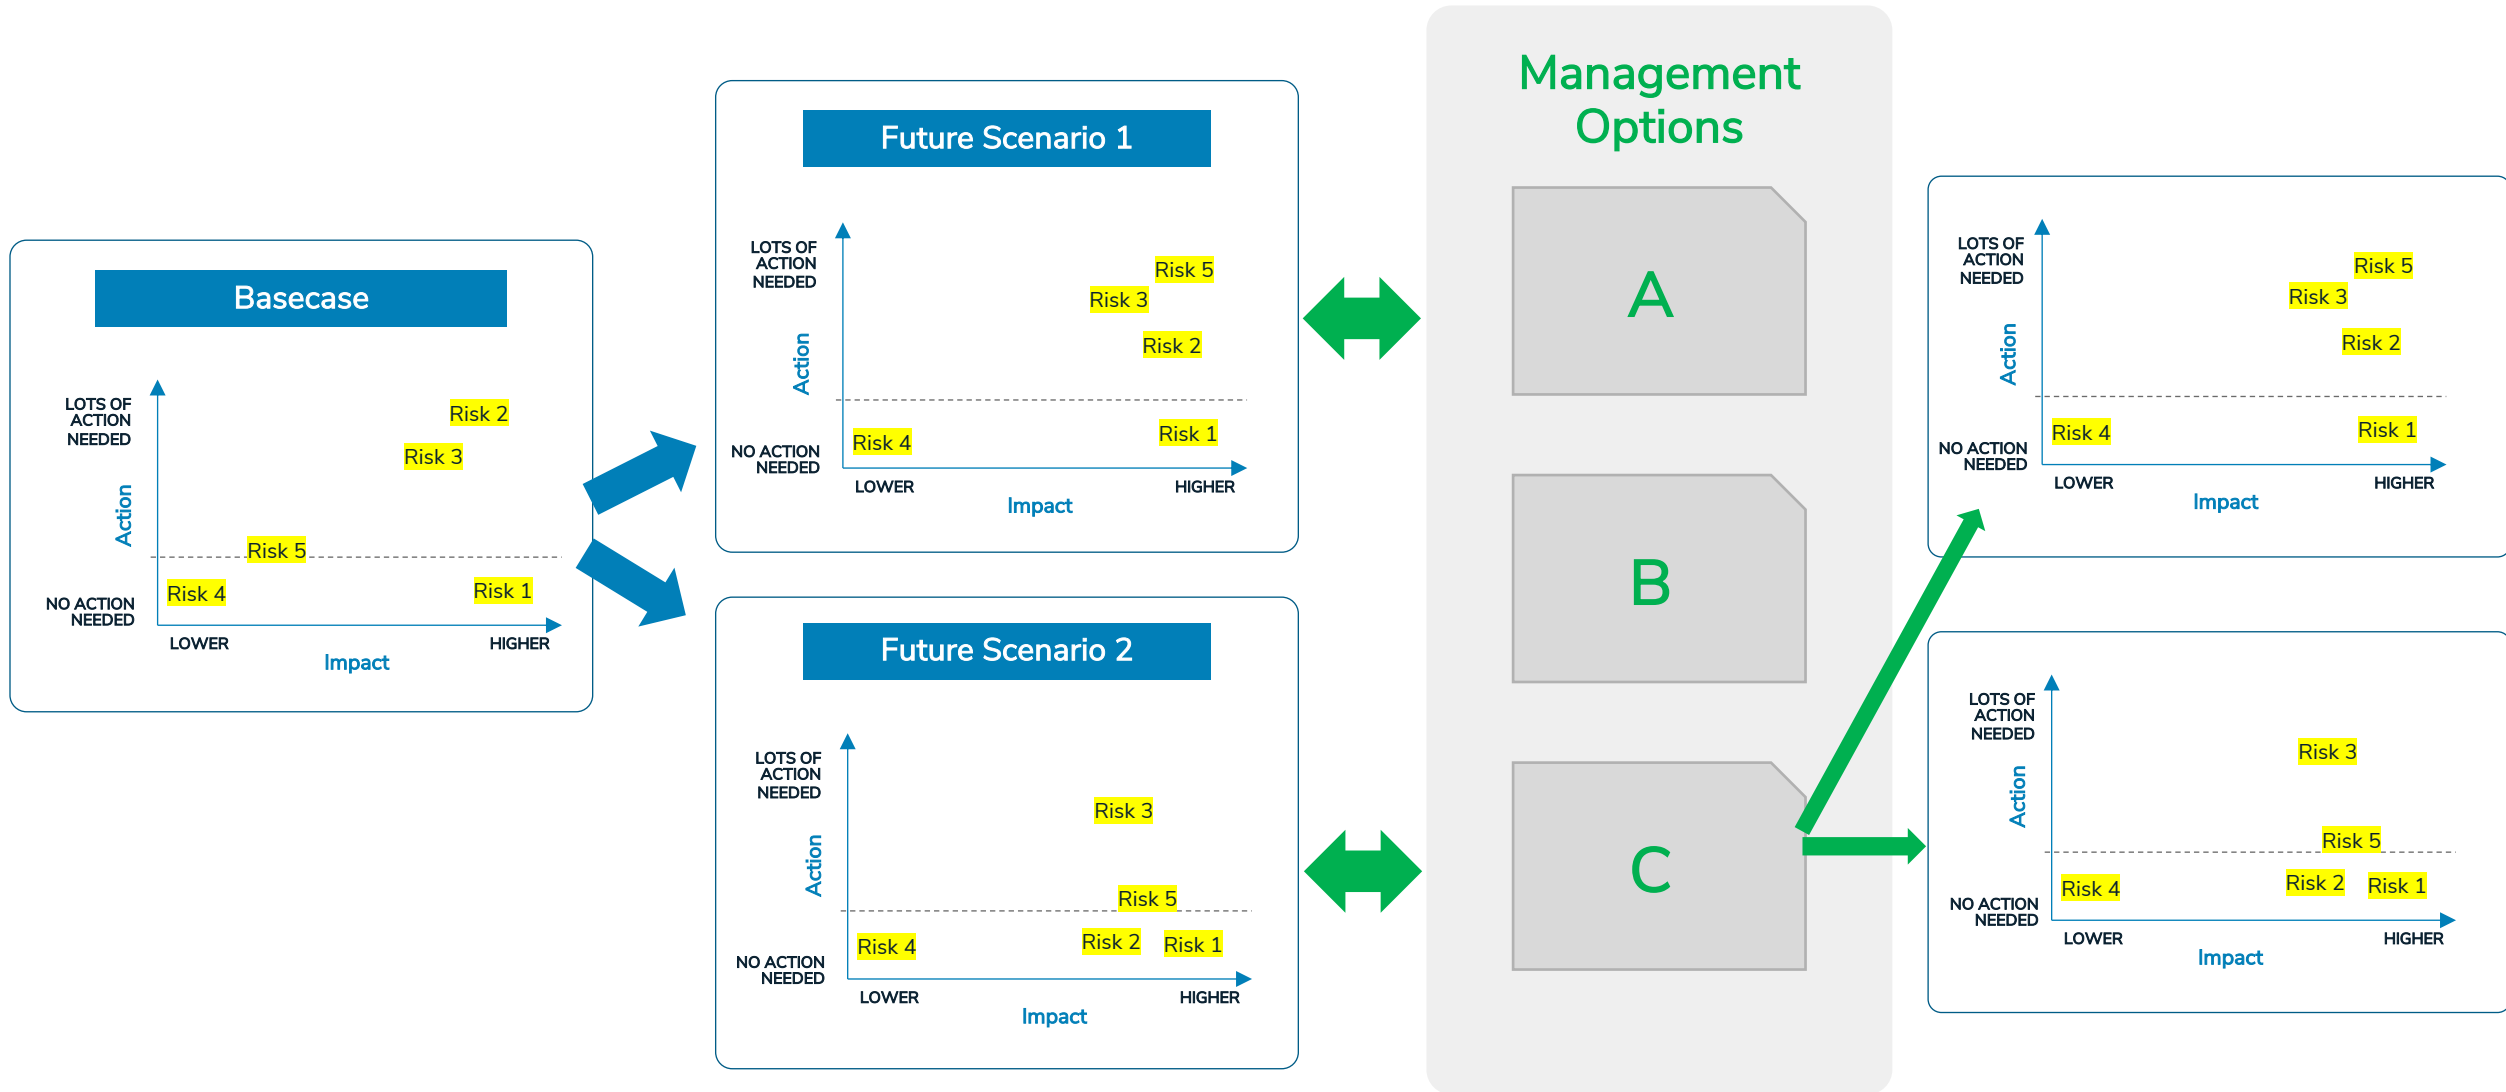 Basecase
LOTS OF
ACTION
NEEDED
Risk 2
Risk 3
Action
Risk 5
Risk 4
Risk 1
NO ACTION
NEEDED
LOWER
HIGHER
Impact
Future Scenario 1
LOTS OF
ACTION
NEEDED
Risk 5
Risk 3
Risk 2
Action
Risk 4
Risk 1
NO ACTION
NEEDED
LOWER
HIGHER
Impact
Future Scenario 2
LOTS OF
ACTION
NEEDED
Risk 3
Action
Risk 5
Risk 4
Risk 2
Risk 1
NO ACTION
NEEDED
LOWER
HIGHER
Impact
Management
Options
A
B
C
LOTS OF
ACTION
NEEDED
Risk 5
Risk 3
Risk 2
Action
Risk 4
Risk 1
NO ACTION
NEEDED
LOWER
HIGHER
Impact
LOTS OF
ACTION
NEEDED
Risk 3
Action
Risk 5
Risk 4
Risk 2
Risk 1
NO ACTION
NEEDED
LOWER
HIGHER
Impact